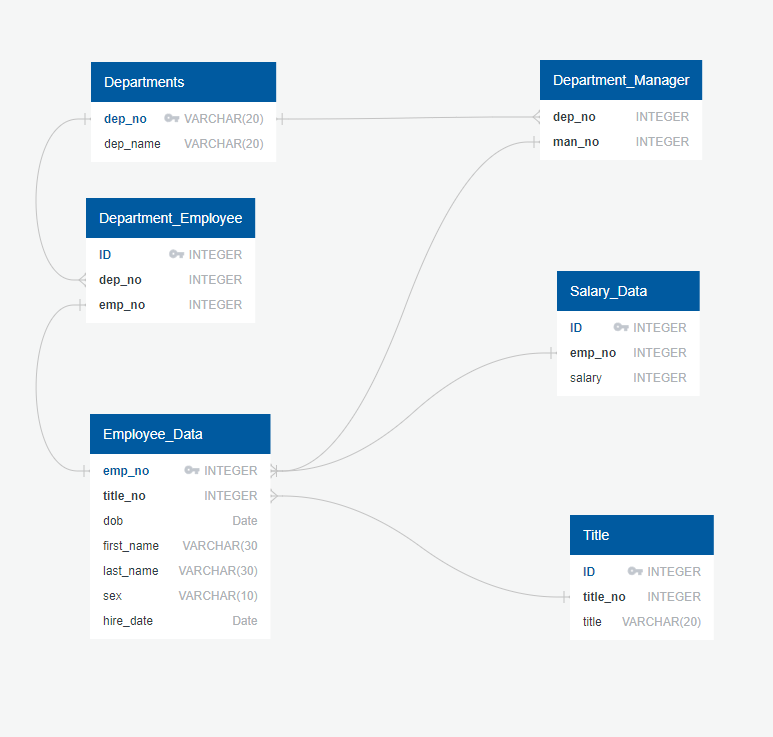 Departments
dep_no VARCHAR(20)
dep_name VARCHAR(20)
Department_Manager
dep_no INTEGER
man_no INTEGER
Department_Employee
ID INTEGER
dep_no INTEGER
emp_no INTEGER
Salary_Data
ID INTEGER
emp_no INTEGER
salary INTEGER
Employee_Data
emp_no INTEGER
title_no INTEGER
dob Date
first_name VARCHAR(30
last_name VARCHAR(30)
sex VARCHAR(10)
hire_date Date
Title
ID INTEGER
title_no INTEGER
title VARCHAR(20)